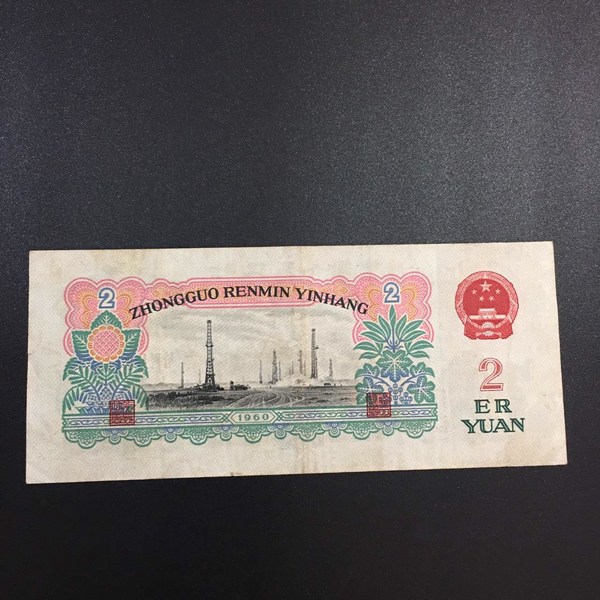 2
2
ZHONGGUO RENMIN YINHANG
1960
2
ER
YUAN